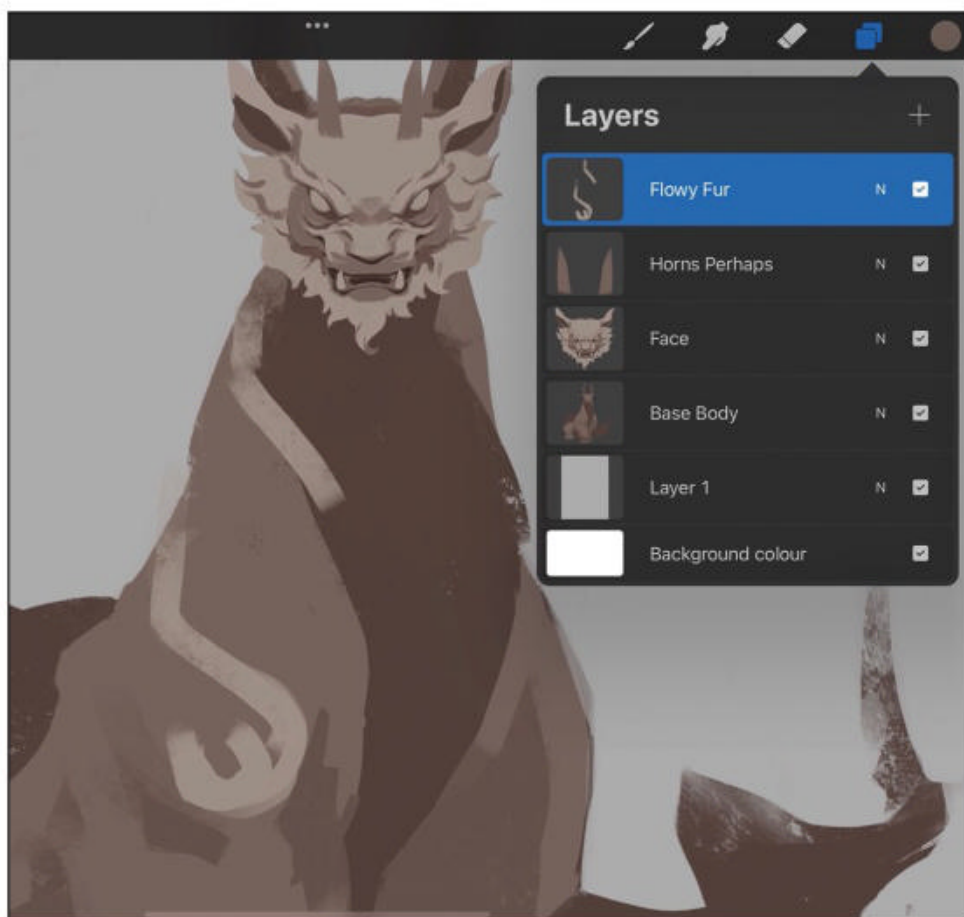 Layers
Flowy Fur N
Horns Perhaps N
Face N
Base Body N
Layer 1 N
Background colour